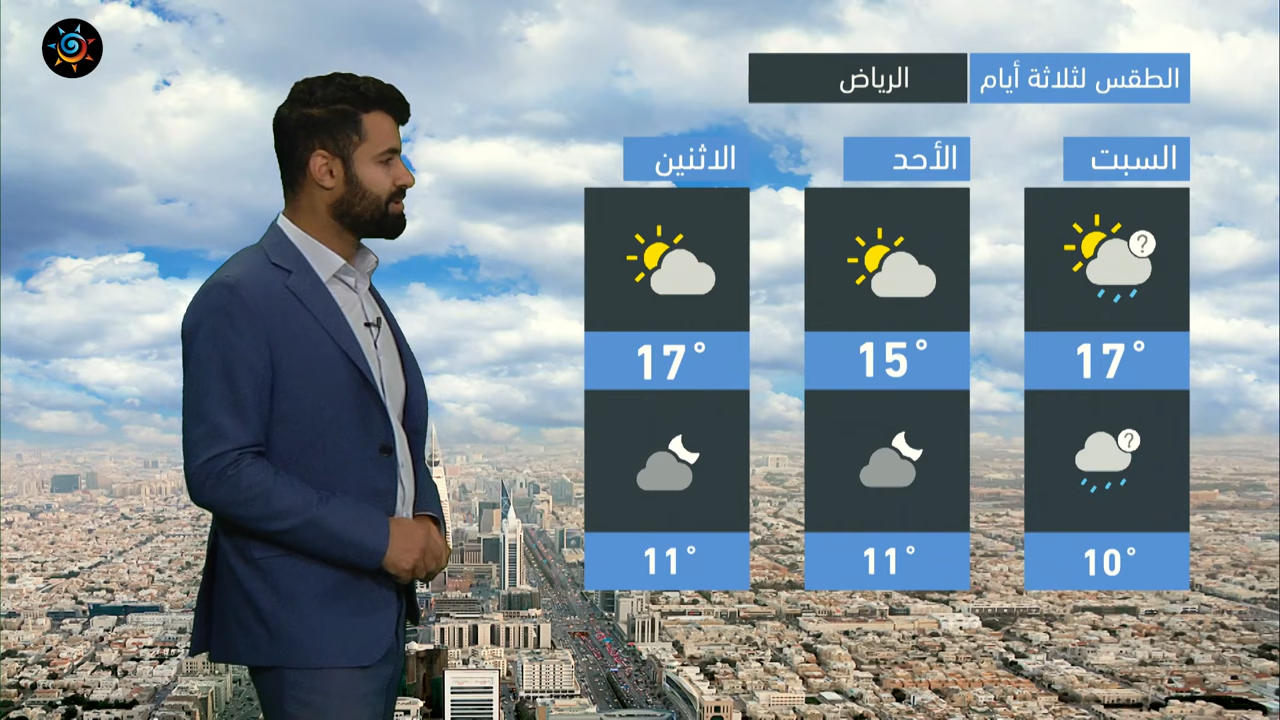 الطقس لثلاثة أيام
الرياض
السبت
الأحد
الاثنين
?
17°
15°
17°
?
10°
11°
11°